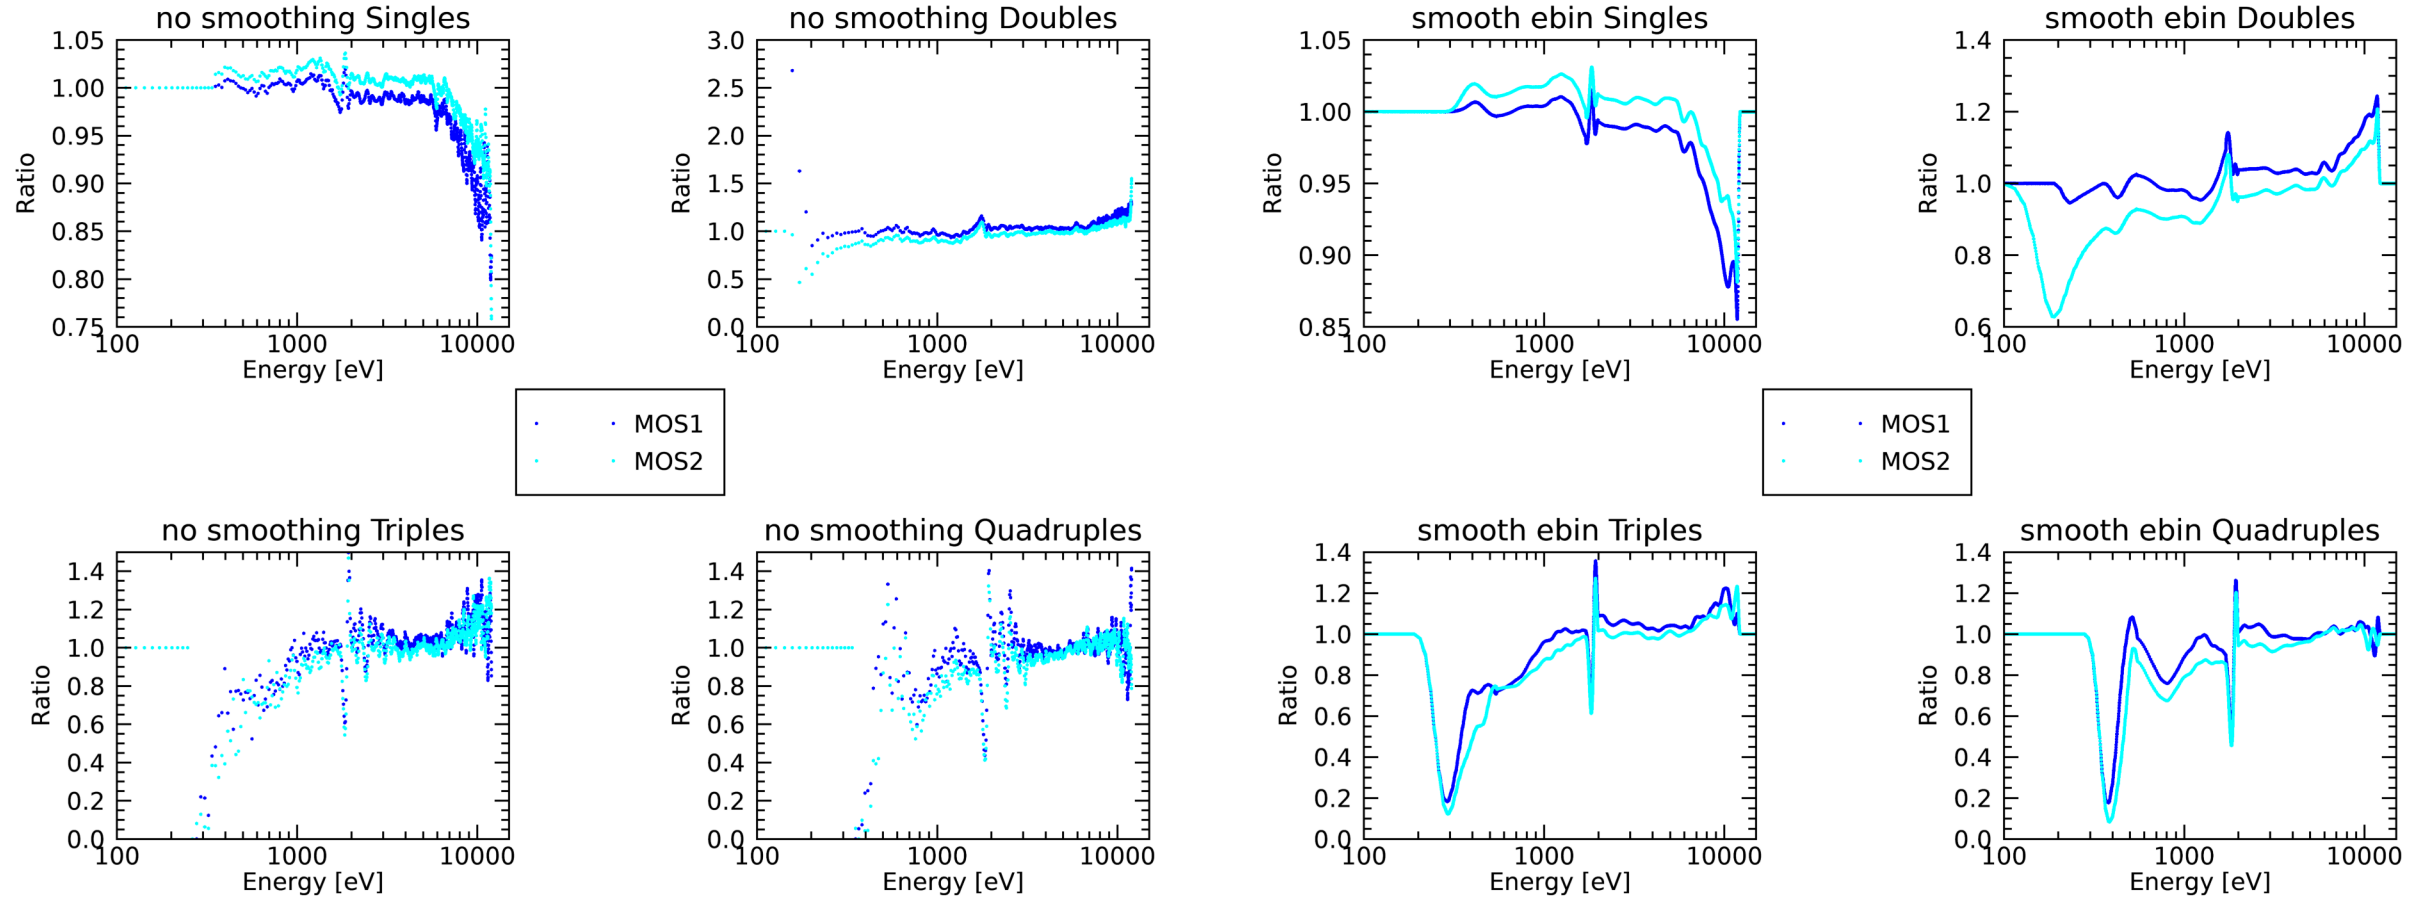 no smoothing Singles
1.05
1.00
0.95
0.90
0.85
0.80
0.75
Ratio
100 1000 10000
Energy [eV]
no smoothing Doubles
3.0
2.5
2.0
1.5
1.0
0.5
0.0
Ratio
100 1000 10000
Energy [eV]
MOS1
MOS2
no smoothing Triples
1.4
1.2
1.0
0.8
0.6
0.4
0.2
0.0
Ratio
100 1000 10000
Energy [eV]
no smoothing Quadruples
1.4
1.2
1.0
0.8
0.6
0.4
0.2
0.0
Ratio
100 1000 10000
Energy [eV]
smooth ebin Singles
1.05
1.00
0.95
0.90
0.85
Ratio
100 1000 10000
Energy [eV]
smooth ebin Doubles
1.4
1.2
1.0
0.8
0.6
Ratio
100 1000 10000
Energy [eV]
MOS1
MOS2
smooth ebin Triples
1.4
1.2
1.0
0.8
0.6
0.4
0.2
0.0
Ratio
100 1000 10000
Energy [eV]
smooth ebin Quadruples
1.4
1.2
1.0
0.8
0.6
0.4
0.2
0.0
Ratio
100 1000 10000
Energy [eV]